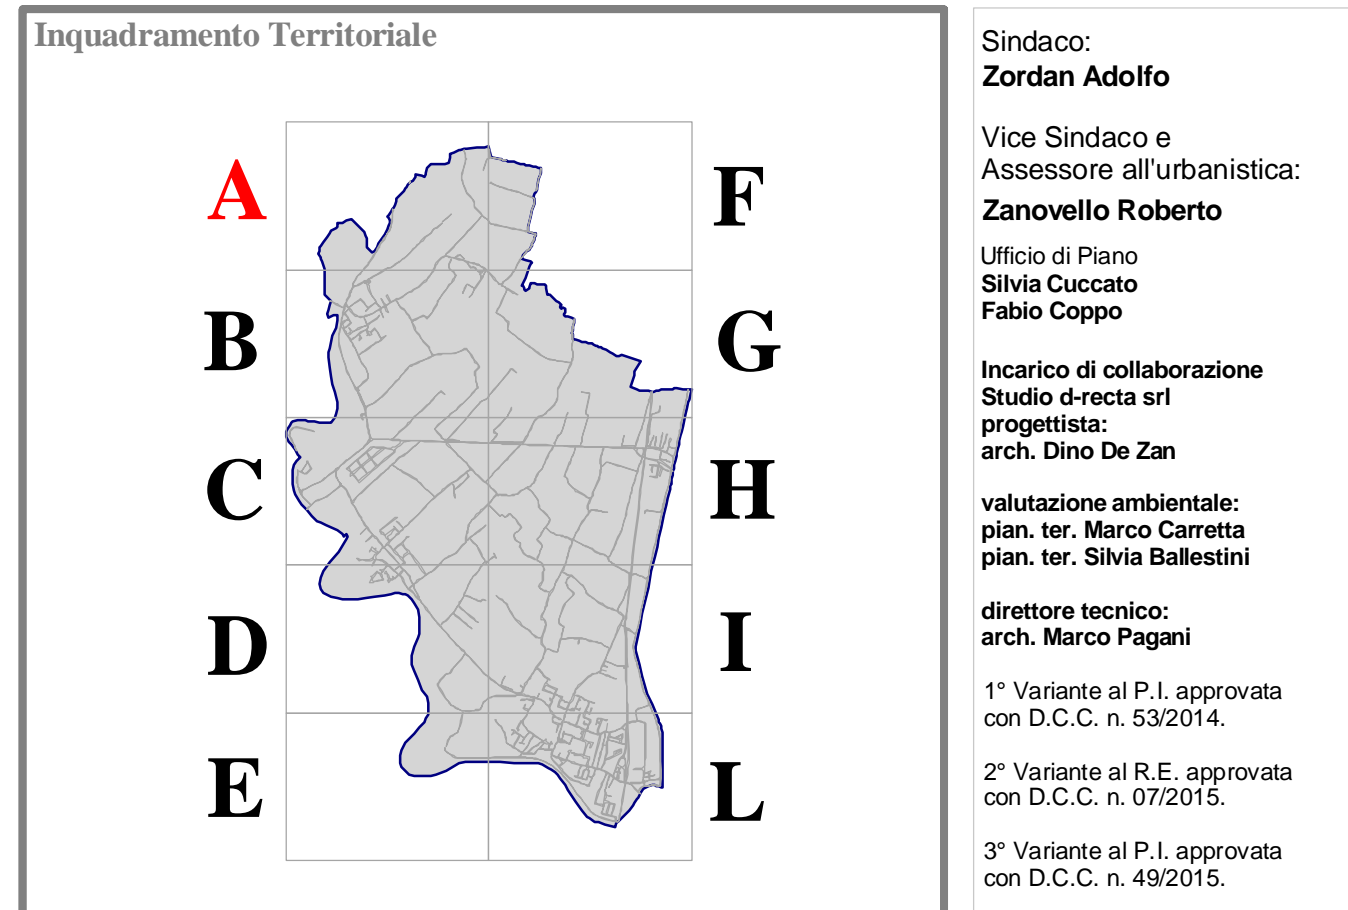 Inquadramento Territoriale
A
F
B
G
C
H
D
I
E
L
Sindaco:
Zordan Adolfo
Vice Sindaco e
Assessore all'urbanistica:
Zanovello Roberto
Ufficio di Piano
Silvia Cuccato
Fabio Coppo
Incarico di collaborazione
Studio d-recta srl
progettista:
arch. Dino De Zan
valutazione ambientale:
pian. ter. Marco Carretta
pian. ter. Silvia Ballestini
direttore tecnico:
arch. Marco Pagani
1° Variante al P.I. approvata
con D.C.C. n. 53/2014.
2° Variante al R.E. approvata
con D.C.C. n. 07/2015.
3° Variante al P.I. approvata
con D.C.C. n. 49/2015.